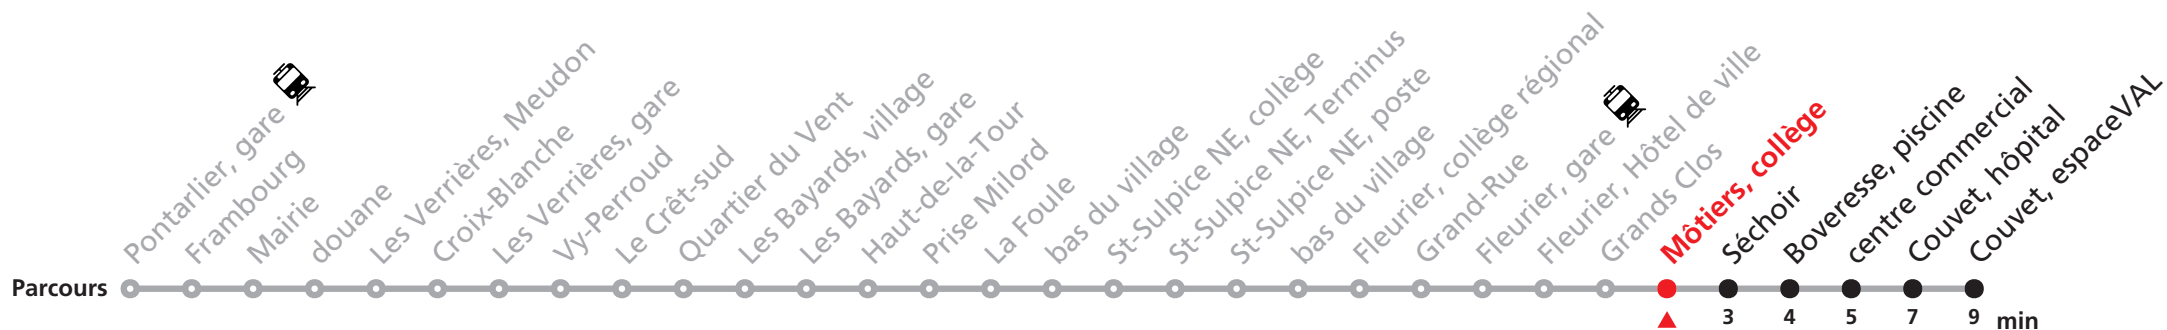 Pontarlier, gare
Frambourg
Mairie
douane
Les Verrières, Meudon
Croix-Blanche
Les Verrières, gare
Vy-Perroud
Le Crêt-sud
Quartier du Vent
Les Bayards, village
Les Bayards, gare
Haut-de-la-Tour
Prise Milord
La Foule
bas du village
St-Sulpice NE, collège
St-Sulpice NE, Terminus
St-Sulpice NE, poste
bas du village
Fleurier, collège régional
Grand-Rue
Fleurier, gare
Fleurier, Hôtel de ville
Grands Clos
Môtiers, collège
Séchoir
Boveresse, piscine
centre commercial
Couvet, hôpital
Couvet, espaceVAL
Parcours
3 4 5 7 9 min